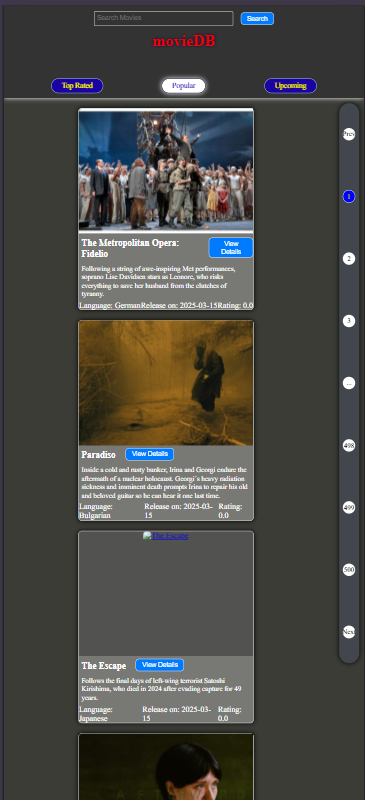 Search Movies
Search
movieDB
Top Rated
Popular
Upcoming
Prev
1
2
3
...
498
499
500
Next
The Metropolitan Opera:
Fidelio
View
Details
Following a string of awe-inspiring Met performances,
soprano Lise Davidsen stars as Leonore, who risks
everything to save her husband from the clutches of
tyranny.
Language: GermanRelease on: 2025-03-15Rating: 0.0
Paradiso
View Details
Inside a cold and rusty bunker, Irina and Georgi endure the
aftermath of a nuclear holocaust. Georgi's heavy radiation
sickness and imminent death prompts Irina to repair his old
and beloved guitar so he can hear it one last time.
Language: Release on: 2025-03- Rating:
Bulgarian 15 0.0
The Escape
The Escape
View Details
Follows the final days of left-wing terrorist Satoshi
Kirishima, who died in 2024 after evading capture for 49
years.
Language: Release on: 2025-03- Rating:
Japanese 15 0.0